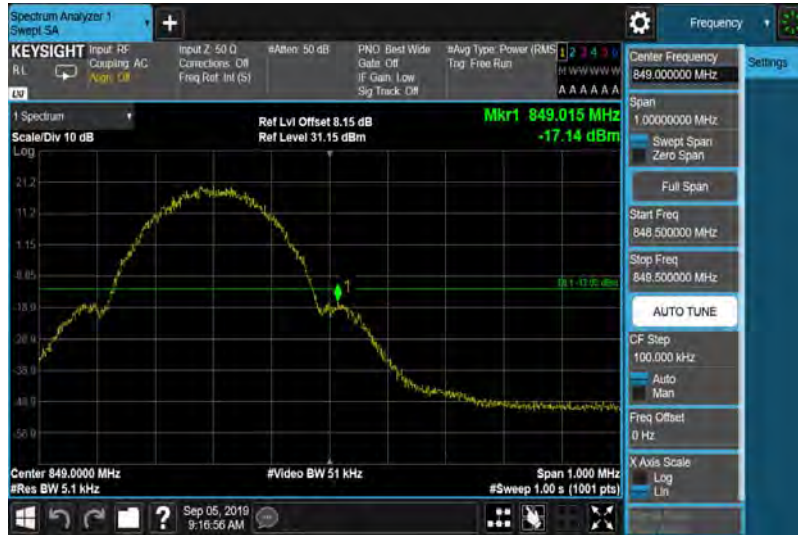 Spectrum Analyzer 1
Swept SA
Frequency
KEYSIGHT
RL
Input: RF
Coupling: AC
Align: Off
Input Z: 50 Ω
Corrections: Off
Freq Ref: Int (S)
#Atten: 50 dB
PNO: Best Wide
Gate: Off
IF Gain: Low
Sig Track: Off
#Avg Type: Power (RMS
Trig: Free Run
1 2 3 4 5 6
M W W W W W
A A A A A A
1 Spectrum
Scale/Div 10 dB
Log
Ref Lvl Offset 8.15 dB
Ref Level 31.15 dBm
Mkr1 849.015 MHz
-17.14 dBm
21.2
11.2
1.15
-8.85
-18.9
-28.9
-38.9
-48.9
-58.9
1
DL1 -13.00 dBm
Center 849.0000 MHz
#Res BW 5.1 kHz
#Video BW 51 kHz
Span 1.000 MHz
#Sweep 1.00 s (1001 pts)
Center Frequency
849.000000 MHz
Settings
Span
1.00000000 MHz
Swept Span
Zero Span
Full Span
Start Freq
848.500000 MHz
Stop Freq
849.500000 MHz
AUTO TUNE
CF Step
100.000 kHz
Auto
Man
Freq Offset
0 Hz
X Axis Scale
Log
Lin
?
Sep 05, 2019
9:16:56 AM